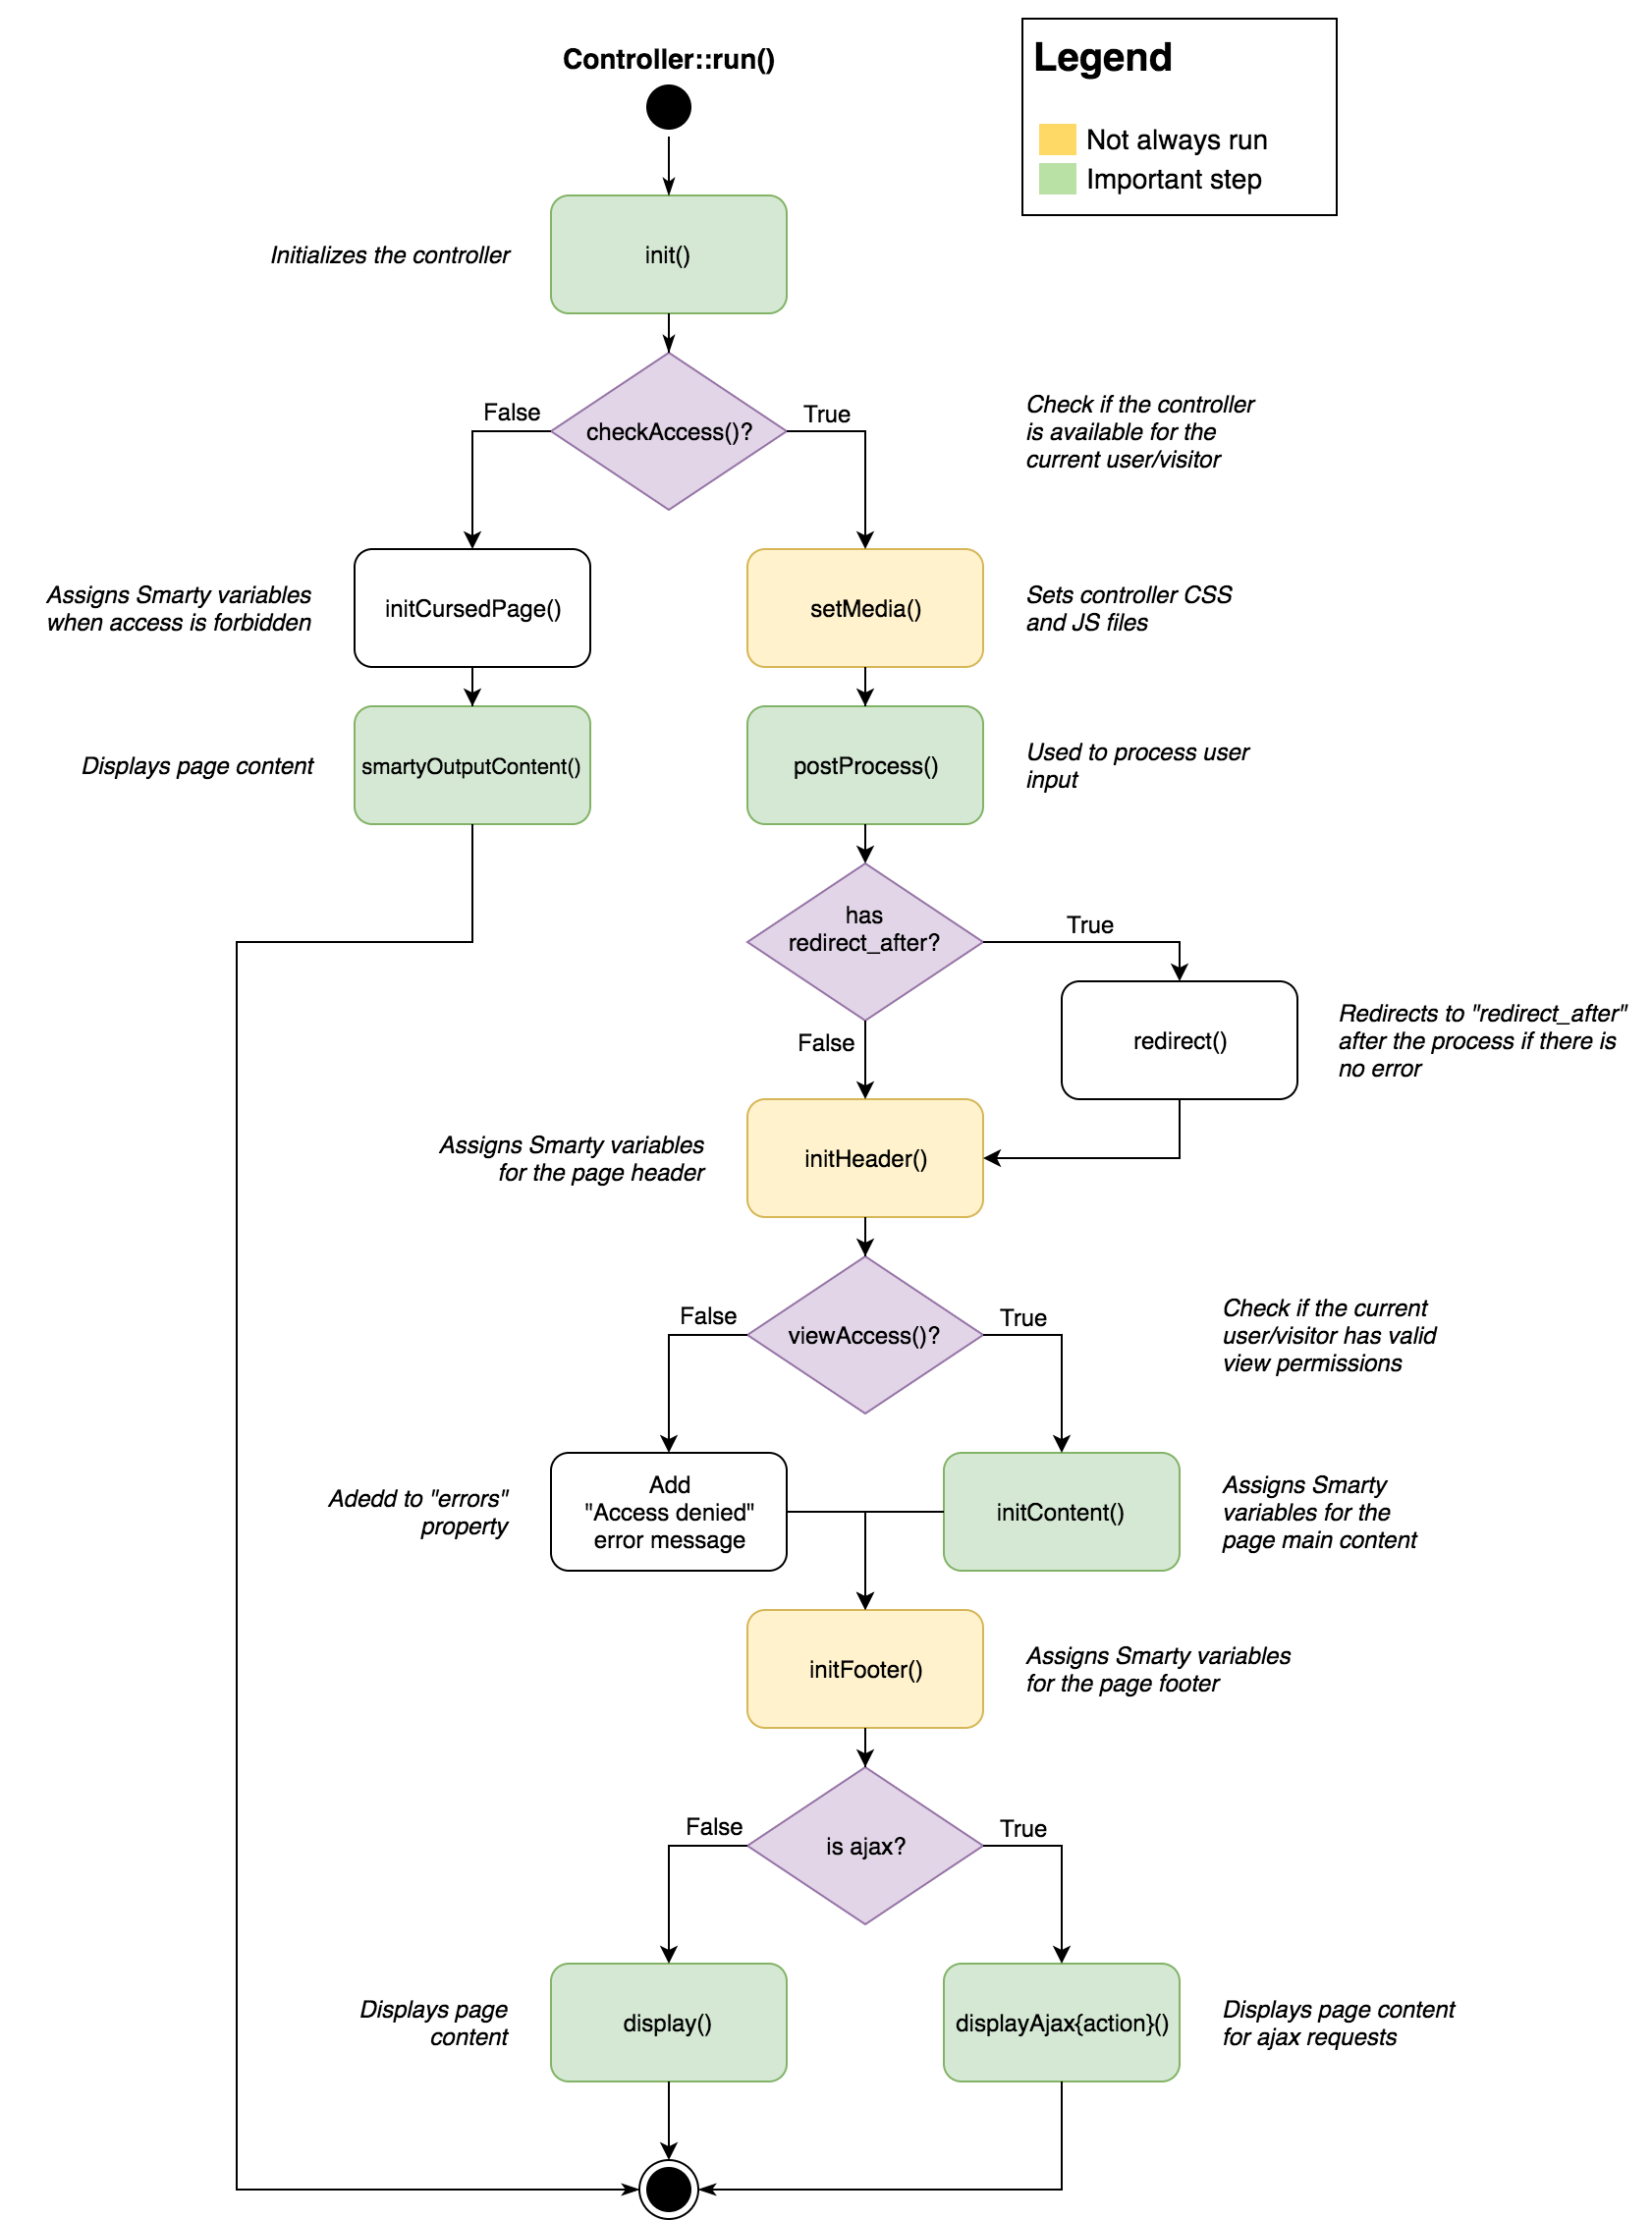 Controller::run()
Legend
Not always run
Important step
Initializes the controller
init()
False
True
checkAccess()?
Check if the controller
is available for the
current user/visitor
Assigns Smarty variables
when access is forbidden
initCursedPage()
setMedia()
Sets controller CSS
and JS files
Displays page content
smartyOutputContent()
postProcess()
Used to process user
input
has
redirect_after?
True
False
redirect()
Redirects to "redirect_after"
after the process if there is
no error
Assigns Smarty variables
for the page header
initHeader()
False
True
viewAccess()?
Check if the current
user/visitor has valid
view permissions
Adedd to "errors"
property
Add
"Access denied"
error message
initContent()
Assigns Smarty
variables for the
page main content
initFooter()
Assigns Smarty variables
for the page footer
False
True
is ajax?
Displays page
content
display()
displayAjax{action}()
Displays page content
for ajax requests